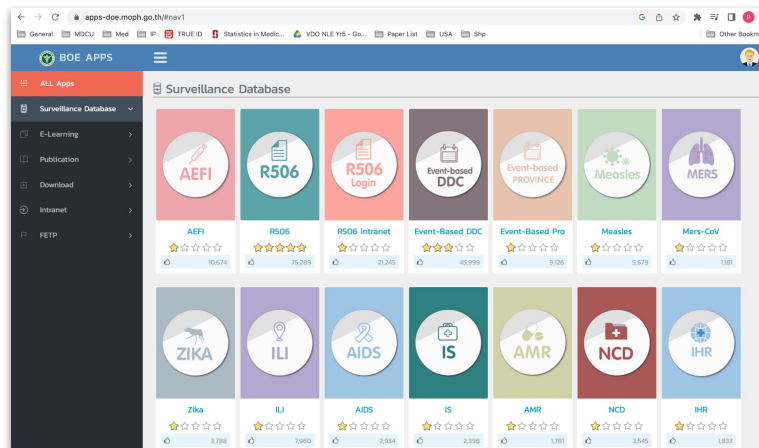 apps-doe.moph.go.th/#nav1
General MDCU Med IP TRUE ID Statistics in Medic... VDO NLE Yr5 - Go... Paper List USA Shp Other Bookm
BOE APPS
ALL Apps
Surveillance Database
E-Learning
Publication
Download
Intranet
FETP
Surveillance Database
AEFI
R506
R506
Login
Event-based
DDC
Event-based
PROVINCE
Measles
MERS
AEFI R506 R506 Intranet Event-Based DDC Event-Based Pro Measles Mers-CoV
10,674 75,289 21,245 45,999 9,126 5,679 1,181
ZIKA ILI AIDS IS AMR NCD IHR
Zika ILI AIDS IS AMR NCD IHR
3,788 7,960 2,934 2,398 1,781 3,545 1,833